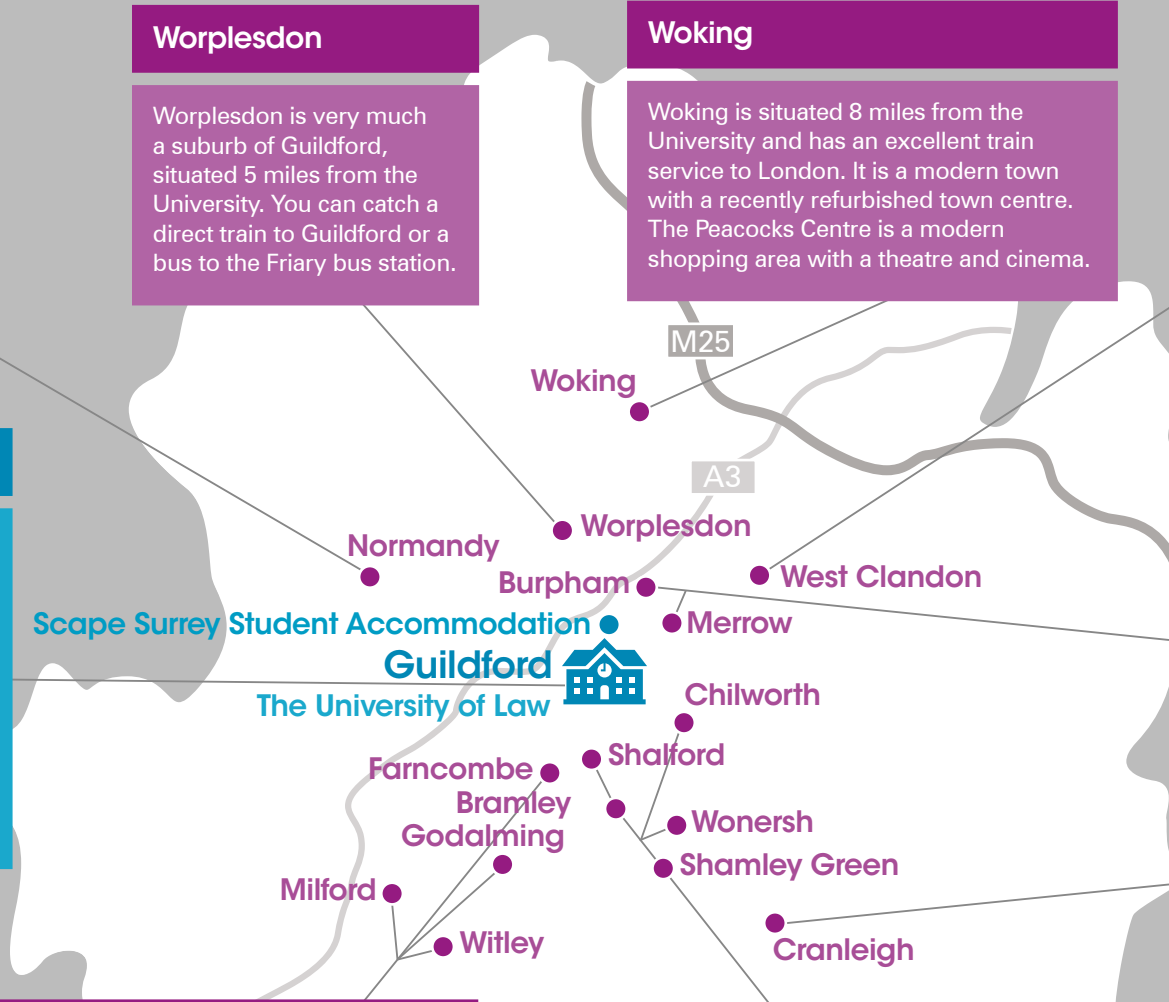 Worplesdon
Worplesdon is very much
a suburb of Guildford,
situated 5 miles from the
University. You can catch a
direct train to Guildford or a
bus to the Friary bus station.
Woking
Woking is situated 8 miles from the
University and has an excellent train
service to London. It is a modern town
with a recently refurbished town centre.
The Peacocks Centre is a modern
shopping area with a theatre and cinema.
M25
Woking
A3
Worplesdon
Normandy
Burpham
West Clandon
Scape Surrey Student Accommodation
Merrow
Guildford
The University of Law
Chilworth
Shalford
Farncombe
Bramley
Wonersh
Godalming
Shamley Green
Milford
Witley
Cranleigh